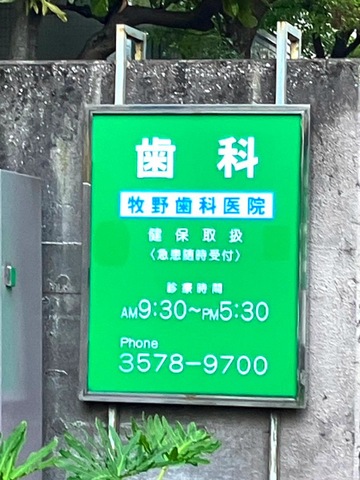 歯科
牧野歯科医院
健保取扱
〈急患随時受付〉
診療時間
AM9:30~PM5:30
Phone
3578-9700